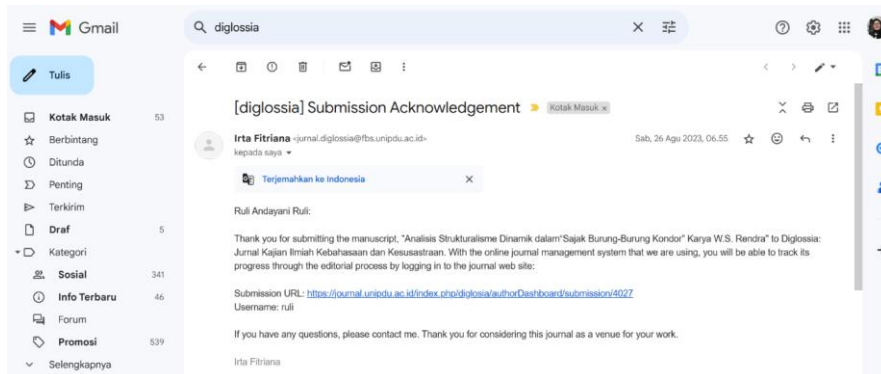 Gmail
diglossia
Tulis
Kotak Masuk 53
Berbintang
Ditunda
Penting
Terkirim
Draf 5
Kategori
Sosial 341
Info Terbaru 46
Forum
Promosi 539
Selengkapnya
[diglossia] Submission Acknowledgement Kotak Masuk x
Irta Fitriana <jurnal.diglosia@fbs.unipdu.ac.id> Sab, 26 Agu 2023, 06.55
kepada saya
Terjemahkan ke Indonesia
Ruli Andayani Ruli:
Thank you for submitting the manuscript, "Analisis Strukturalisme Dinamik dalam"Sajak Burung-Burung Kondor" Karya W.S. Rendra" to Diglossia:
Jurnal Kajian Ilmiah Kebahasaan dan Kesusastraan. With the online journal management system that we are using, you will be able to track its
progress through the editorial process by logging in to the journal web site:
Submission URL: https://journal.unipdu.ac.id/index.php/diglosia/authorDashboard/submission/4027
Username: ruli
If you have any questions, please contact me. Thank you for considering this journal as a venue for your work.
Irta Fitriana